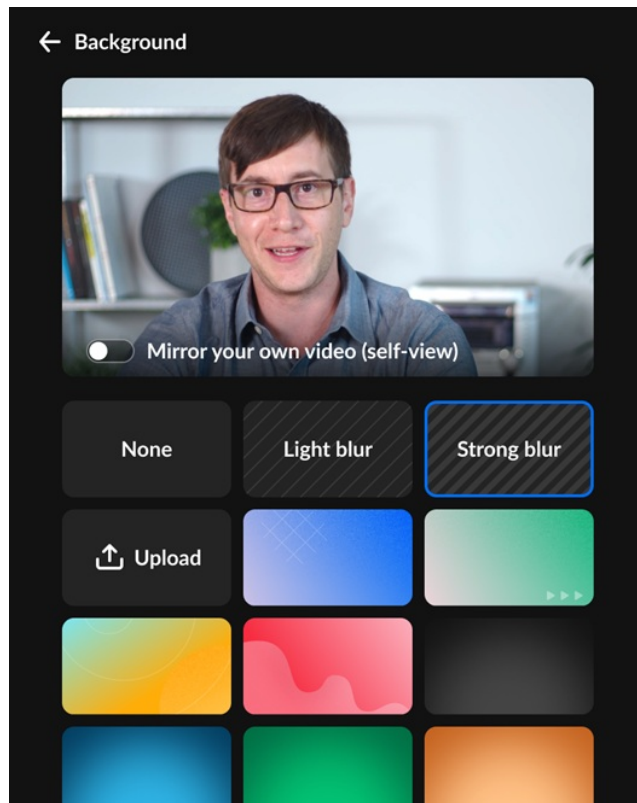 Background
Mirror your own video (self-view)
None
Light blur
Strong blur
Upload